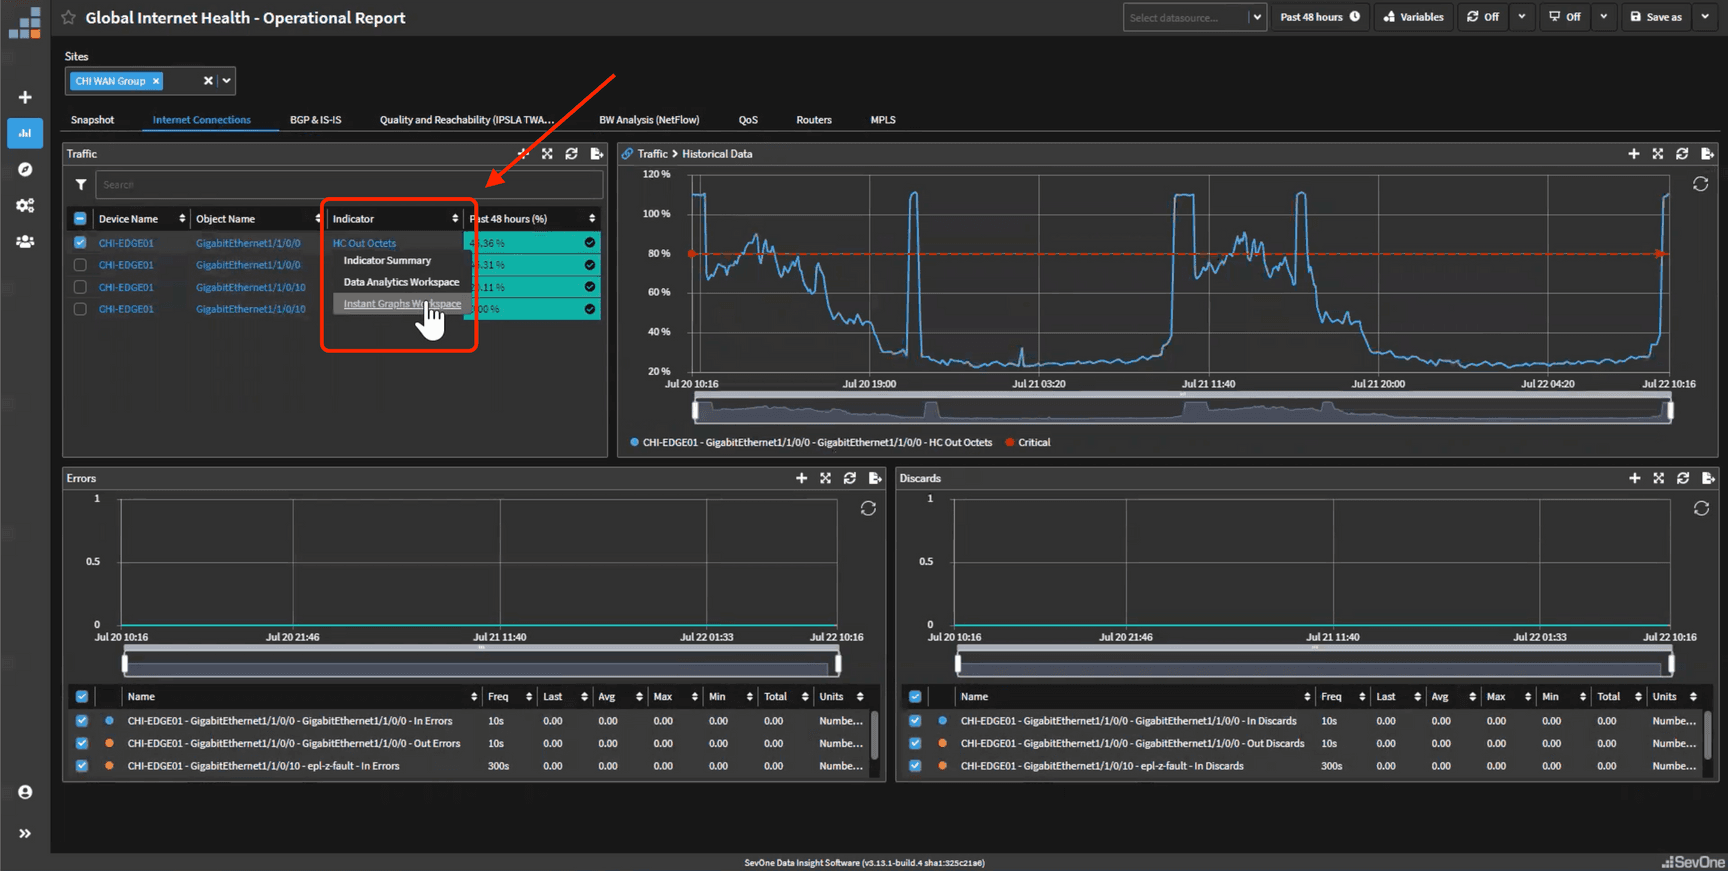 Global Internet Health - Operational Report
Select datasource...
Past 48 hours
Variables
Off
Off
Save as
Sites
CHI WAN Group ×
Snapshot
Internet Connections
BGP & IS-IS
Quality and Reachability (IPSLA TWA...
BW Analysis (NetFlow)
QoS
Routers
MPLS
Traffic
Search
Device Name Object Name Indicator Past 48 hours (%)
CHI-EDGE01 GigabitEthernet1/1/0/0 HC Out Octets .36 %
CHI-EDGE01 GigabitEthernet1/1/0/0 .31 %
CHI-EDGE01 GigabitEthernet1/1/0/10 .11 %
CHI-EDGE01 GigabitEthernet1/1/0/10 .00 %
Indicator Summary
Data Analytics Workspace
Instant Graphs Workspace
Traffic > Historical Data
120 %
100 %
80 %
60 %
40 %
20 %
Jul 20 10:16 Jul 20 19:00 Jul 21 03:20 Jul 21 11:40 Jul 21 20:00 Jul 22 04:20 Jul 22 10:16
CHI-EDGE01 - GigabitEthernet1/1/0/0 - GigabitEthernet1/1/0/0 - HC Out Octets Critical
Errors
1
0.5
0
Jul 20 10:16 Jul 20 21:46 Jul 21 11:40 Jul 22 01:33 Jul 22 10:16
Name Freq Last Avg Max Min Total Units
CHI-EDGE01 - GigabitEthernet1/1/0/0 - GigabitEthernet1/1/0/0 - In Errors 10s 0.00 0.00 0.00 0.00 0.00 Numbe...
CHI-EDGE01 - GigabitEthernet1/1/0/0 - GigabitEthernet1/1/0/0 - Out Errors 10s 0.00 0.00 0.00 0.00 0.00 Numbe...
CHI-EDGE01 - GigabitEthernet1/1/0/10 - epl-z-fault - In Errors 300s 0.00 0.00 0.00 0.00 0.00 Numbe...
Discards
1
0.5
0
Jul 20 10:16 Jul 20 21:46 Jul 21 11:40 Jul 22 01:33 Jul 22 10:16
Name Freq Last Avg Max Min Total Units
CHI-EDGE01 - GigabitEthernet1/1/0/0 - GigabitEthernet1/1/0/0 - In Discards 10s 0.00 0.00 0.00 0.00 0.00 Numbe...
CHI-EDGE01 - GigabitEthernet1/1/0/0 - GigabitEthernet1/1/0/0 - Out Discards 10s 0.00 0.00 0.00 0.00 0.00 Numbe...
CHI-EDGE01 - GigabitEthernet1/1/0/10 - epl-z-fault - In Discards 300s 0.00 0.00 0.00 0.00 0.00 Numbe...
SevOne Data Insight Software (v3.13.1-build.4 sha1:325c21a6)
SevOne